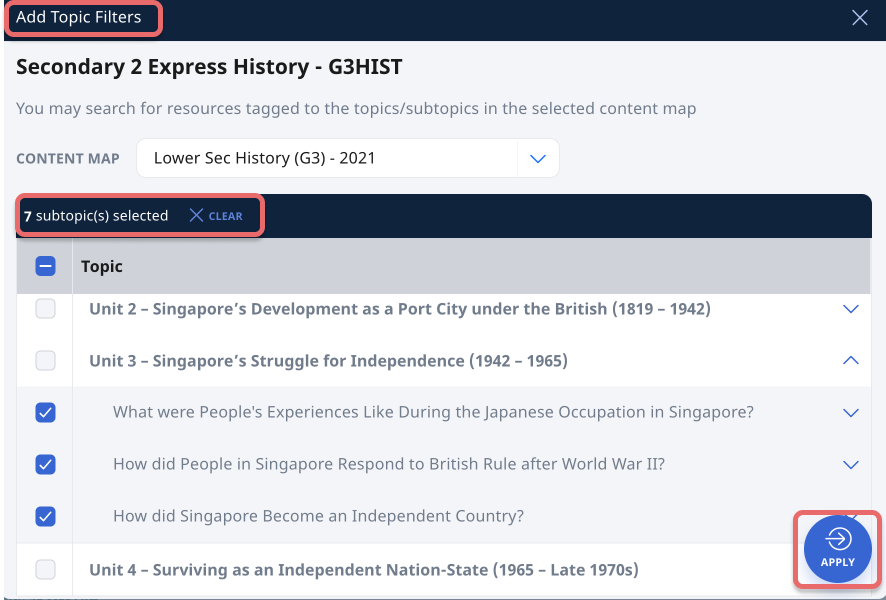 Add Topic Filters
Secondary 2 Express History - G3HIST
You may search for resources tagged to the topics/subtopics in the selected content map
CONTENT MAP
Lower Sec History (G3) - 2021
7 subtopic(s) selected CLEAR
Topic
Unit 2 – Singapore’s Development as a Port City under the British (1819 – 1942)
Unit 3 – Singapore’s Struggle for Independence (1942 – 1965)
What were People's Experiences Like During the Japanese Occupation in Singapore?
How did People in Singapore Respond to British Rule after World War II?
How did Singapore Become an Independent Country?
APPLY
Unit 4 – Surviving as an Independent Nation-State (1965 – Late 1970s)